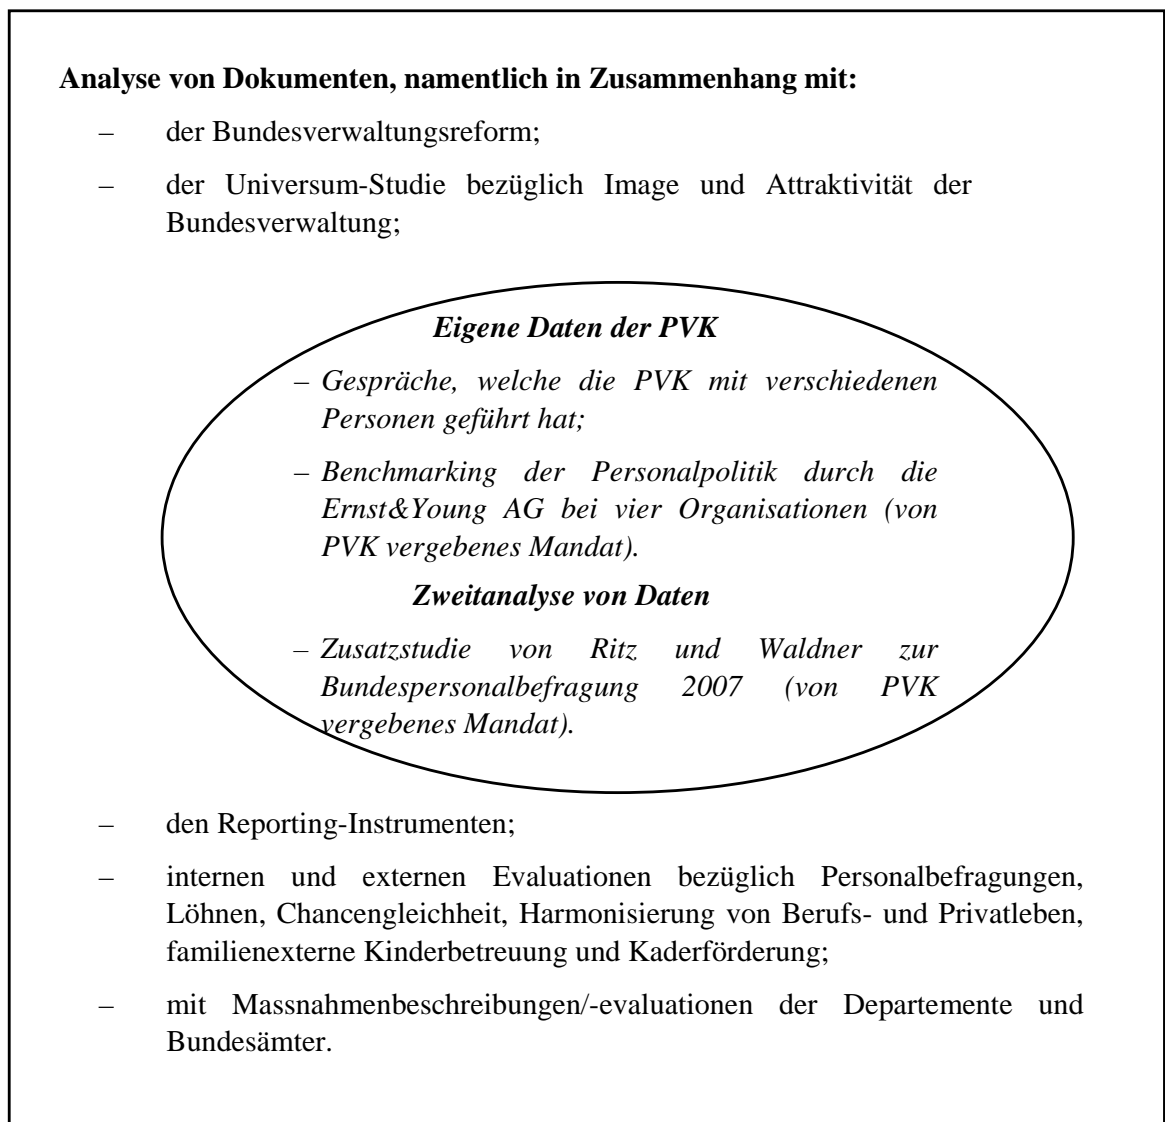 Analyse von Dokumenten, namentlich in Zusammenhang mit:
– der Bundesverwaltungsreform;
– der Universum-Studie bezüglich Image und Attraktivität der
Bundesverwaltung;
Eigene Daten der PVK
– Gespräche, welche die PVK mit verschiedenen
Personen geführt hat;
– Benchmarking der Personalpolitik durch die
Ernst&Young AG bei vier Organisationen (von
PVK vergebenes Mandat).
Zweitanalyse von Daten
– Zusatzstudie von Ritz und Waldner zur
Bundespersonalbefragung 2007 (von PVK
vergebenes Mandat).
– den Reporting-Instrumenten;
– internen und externen Evaluationen bezüglich Personalbefragungen,
Löhnen, Chancengleichheit, Harmonisierung von Berufs- und Privatleben,
familienexterne Kinderbetreuung und Kaderförderung;
– mit Massnahmenbeschreibungen/-evaluationen der Departemente und
Bundesämter.